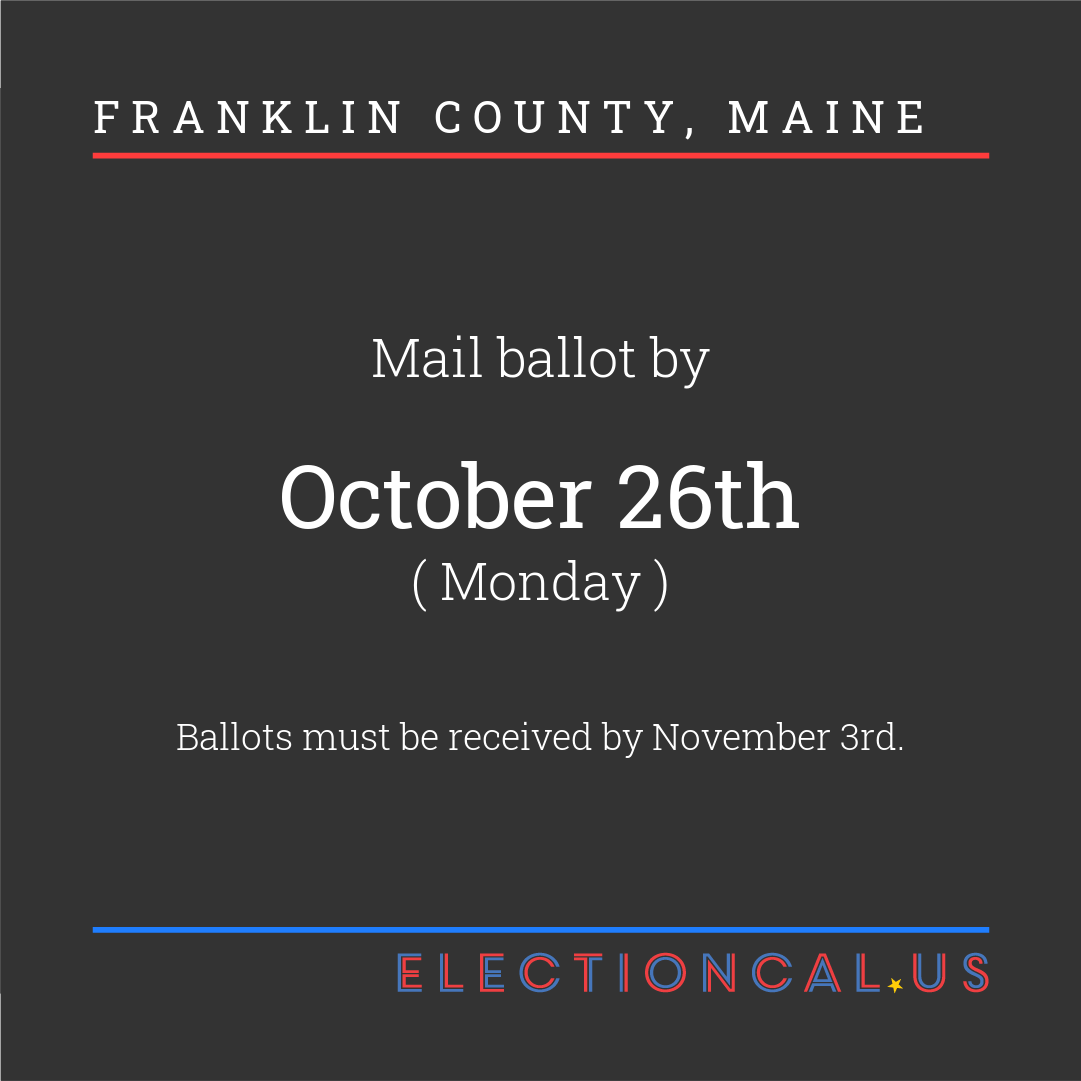 FRANKLIN COUNTY, MAINE
Mail ballot by
October 26th
( Monday )
Ballots must be received by November 3rd.
ELECTIONCAL.US